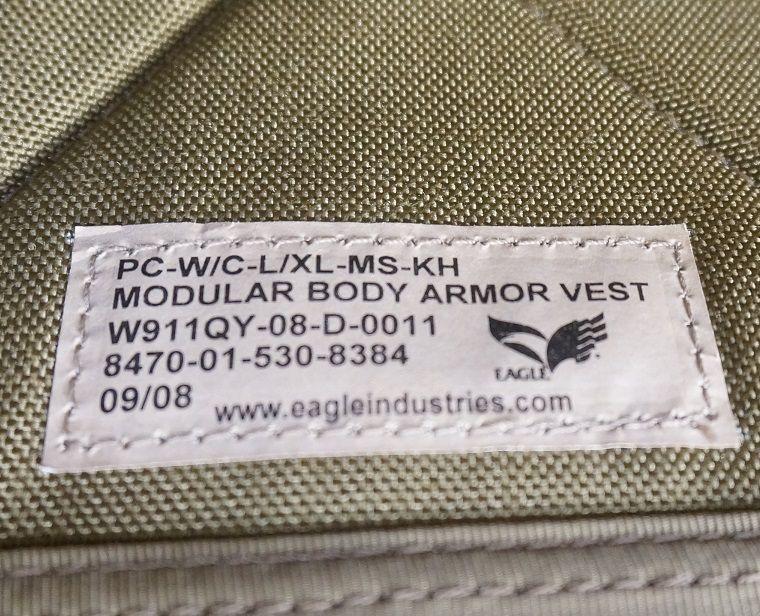 PC-W/C-L/XL-MS-KH
MODULAR BODY ARMOR VEST
W911QY-08-D-0011
8470-01-530-8384
EAGLE
09/08
www.eagleindustries.com